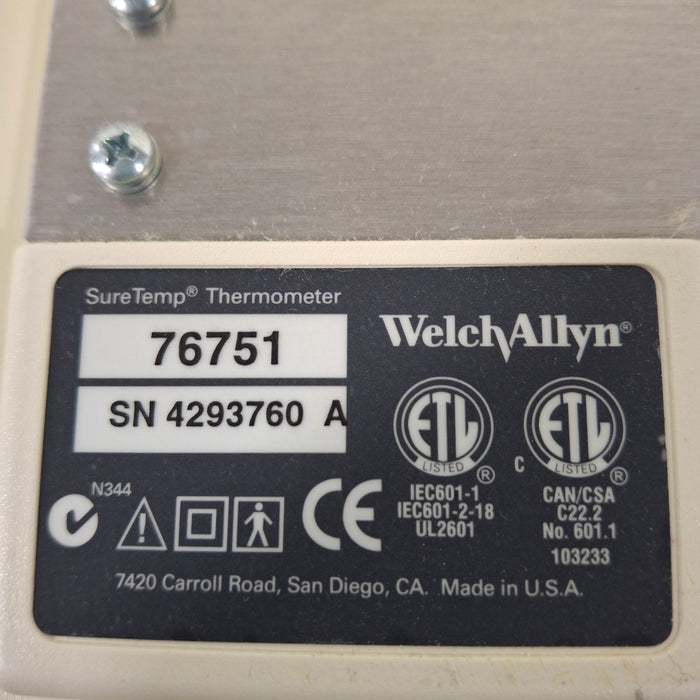 SureTemp® Thermometer
76751
SN 4293760 A
WelchAllyn®
ETL
LISTED
®
IEC601-1
IEC601-2-18
UL2601
C
ETL
LISTED
®
CAN/CSA
C22.2
No. 601.1
103233
N344
CE
7420 Carroll Road, San Diego, CA. Made in U.S.A.